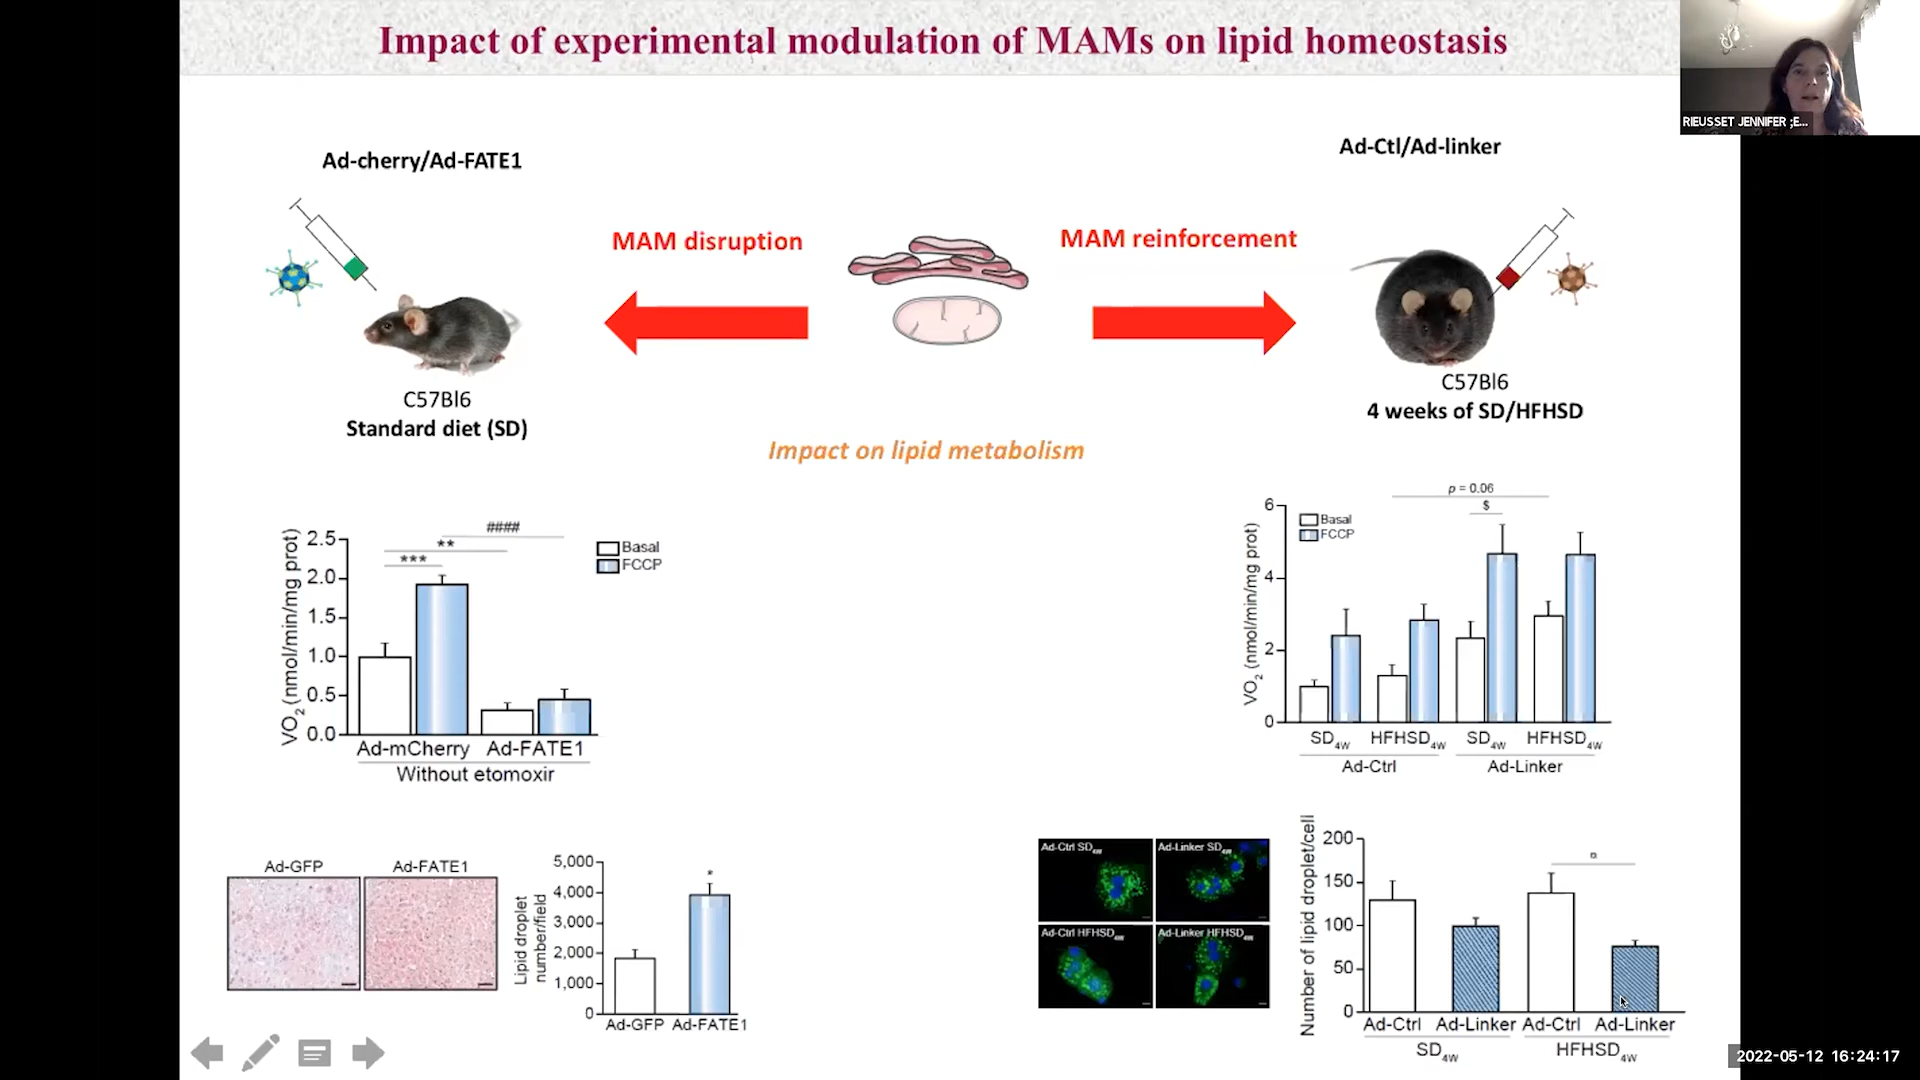 Impact of experimental modulation of MAMs on lipid homeostasis
RIEUSSET JENNIFER ;E...
Ad-cherry/Ad-FATE1
Ad-Ctl/Ad-linker
MAM disruption
MAM reinforcement
C57Bl6
Standard diet (SD)
C57Bl6
4 weeks of SD/HFHSD
Impact on lipid metabolism
VO2 (nmol/min/mg prot)
2.5
2.0
1.5
1.0
0.5
0.0
####
**
***
Basal
FCCP
Ad-mCherry Ad-FATE1
Without etomoxir
VO2 (nmol/min/mg prot)
6
4
2
0
p = 0.06
$
Basal
FCCP
SD4W HFHSD4W SD4W HFHSD4W
Ad-Ctrl Ad-Linker
Ad-GFP Ad-FATE1
Lipid droplet
number/field
5,000
4,000
3,000
2,000
1,000
0
*
Ad-GFP Ad-FATE1
Ad-Ctrl SD4W Ad-Linker SD4W
Ad-Ctrl HFHSD4W Ad-Linker HFHSD4W
Number of lipid droplet/cell
200
150
100
50
0
¤
Ad-Ctrl Ad-Linker Ad-Ctrl Ad-Linker
SD4W HFHSD4W
2022-05-12 16:24:17